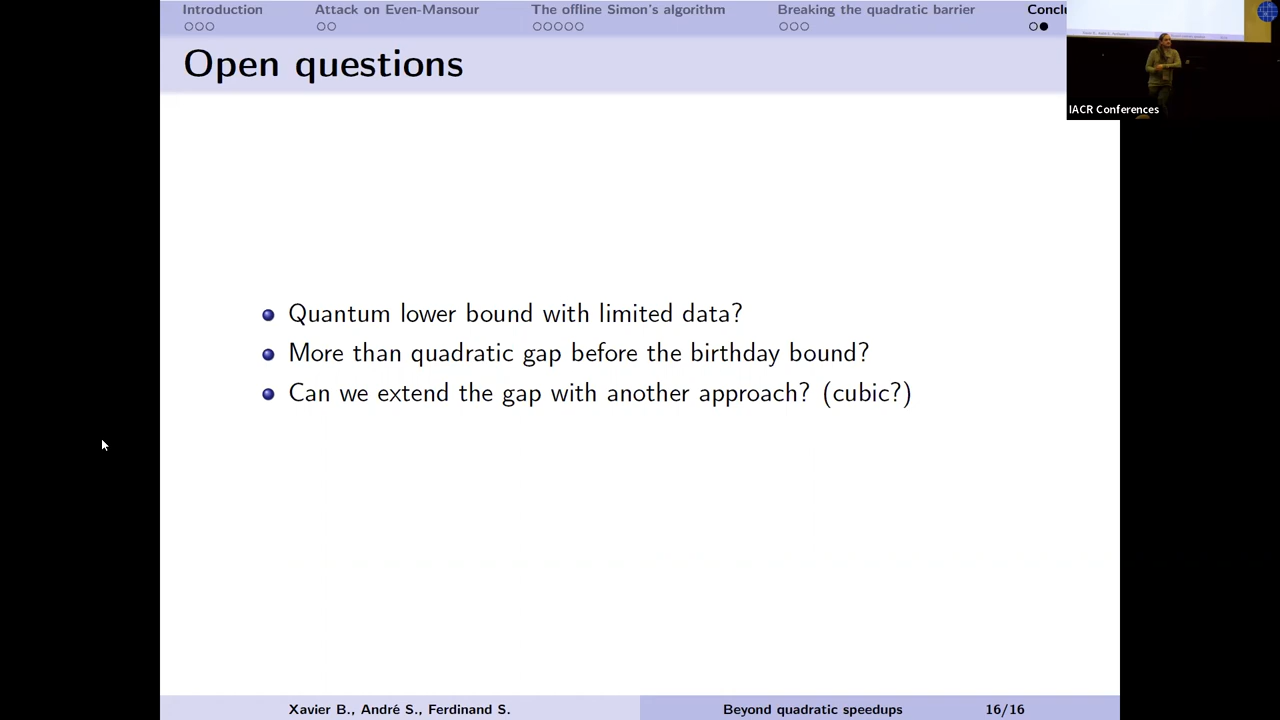 Introduction
Attack on Even-Mansour
The offline Simon's algorithm
Breaking the quadratic barrier
Conclu
Open questions
IACR Conferences
Quantum lower bound with limited data?
More than quadratic gap before the birthday bound?
Can we extend the gap with another approach? (cubic?)
Xavier B., André S., Ferdinand S.
Beyond quadratic speedups
16/16